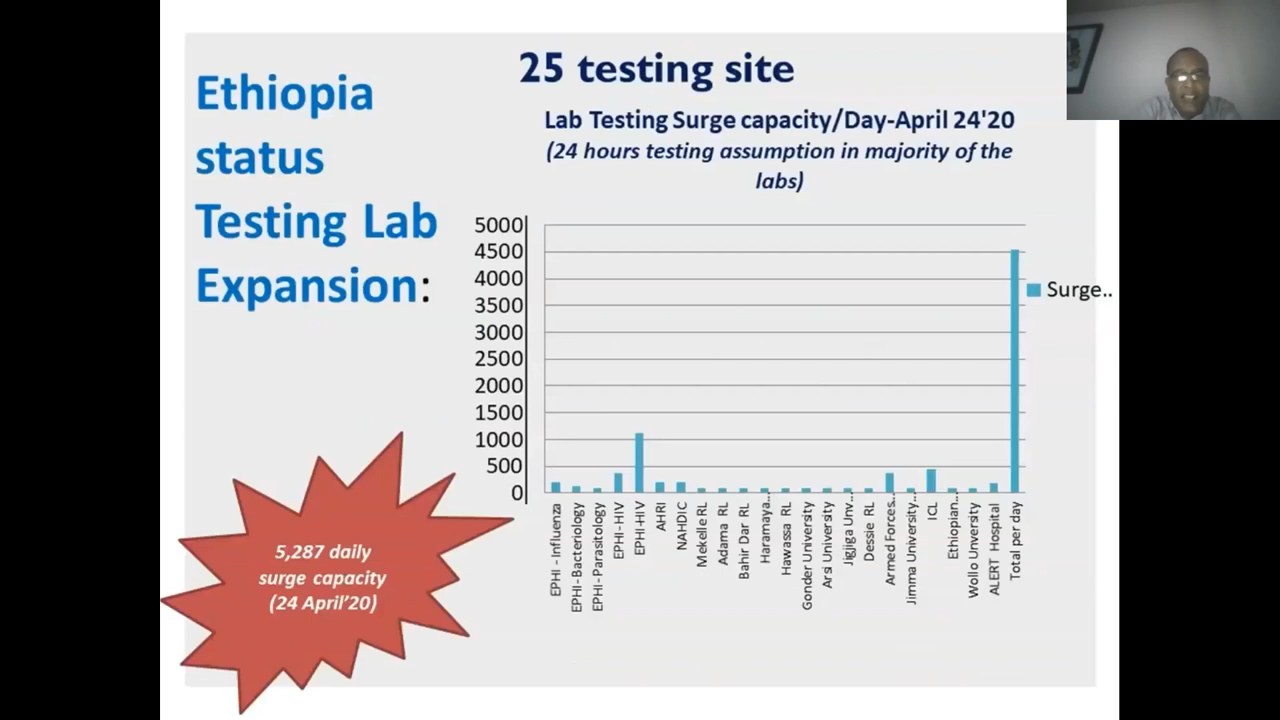 Ethiopia
status
Testing Lab
Expansion:
25 testing site
Lab Testing Surge capacity/Day-April 24'20
(24 hours testing assumption in majority of the
labs)
5000
4500
4000
3500
3000
2500
2000
1500
1000
500
0
EPHI - Influenza
EPHI - Bacteriology
EPHI - Parasitology
EPHI - HIV
EPHI-HIV
AHRI
NAHDIC
Mekelle RL
Adama RL
Bahir Dar RL
Haramaya...
Hawassa RL
Gonder University
Arsi University
Jigjiga Unv...
Dessie RL
Armed Forces...
Jimma University...
ICL
Ethiopian...
Wollo Unversity
ALERT Hospital
Total per day
Surge..
5,287 daily
surge capacity
(24 April'20)